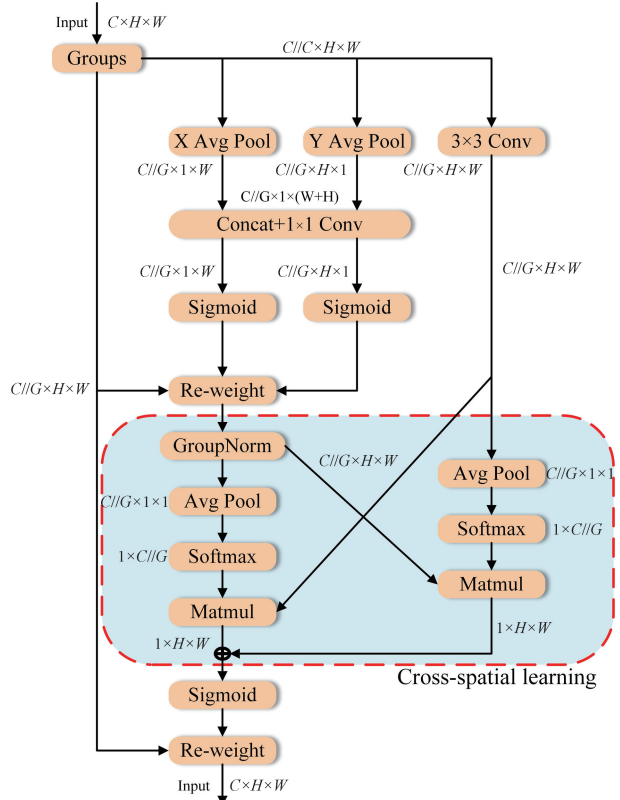 Input C×H×W
Groups
C//C×H×W
X Avg Pool
Y Avg Pool
3×3 Conv
C//G×1×W
C//G×H×1
C//G×H×W
C//G×1×(W+H)
Concat+1×1 Conv
C//G×1×W
C//G×H×1
C//G×H×W
Sigmoid
Sigmoid
C//G×H×W
Re-weight
GroupNorm
C//G×H×W
Avg Pool
C//G×1×1
C//G×1×1
Avg Pool
Softmax
1×C//G
1×C//G
Softmax
Matmul
Matmul
1×H×W
1×H×W
Cross-spatial learning
Sigmoid
Re-weight
Input C×H×W